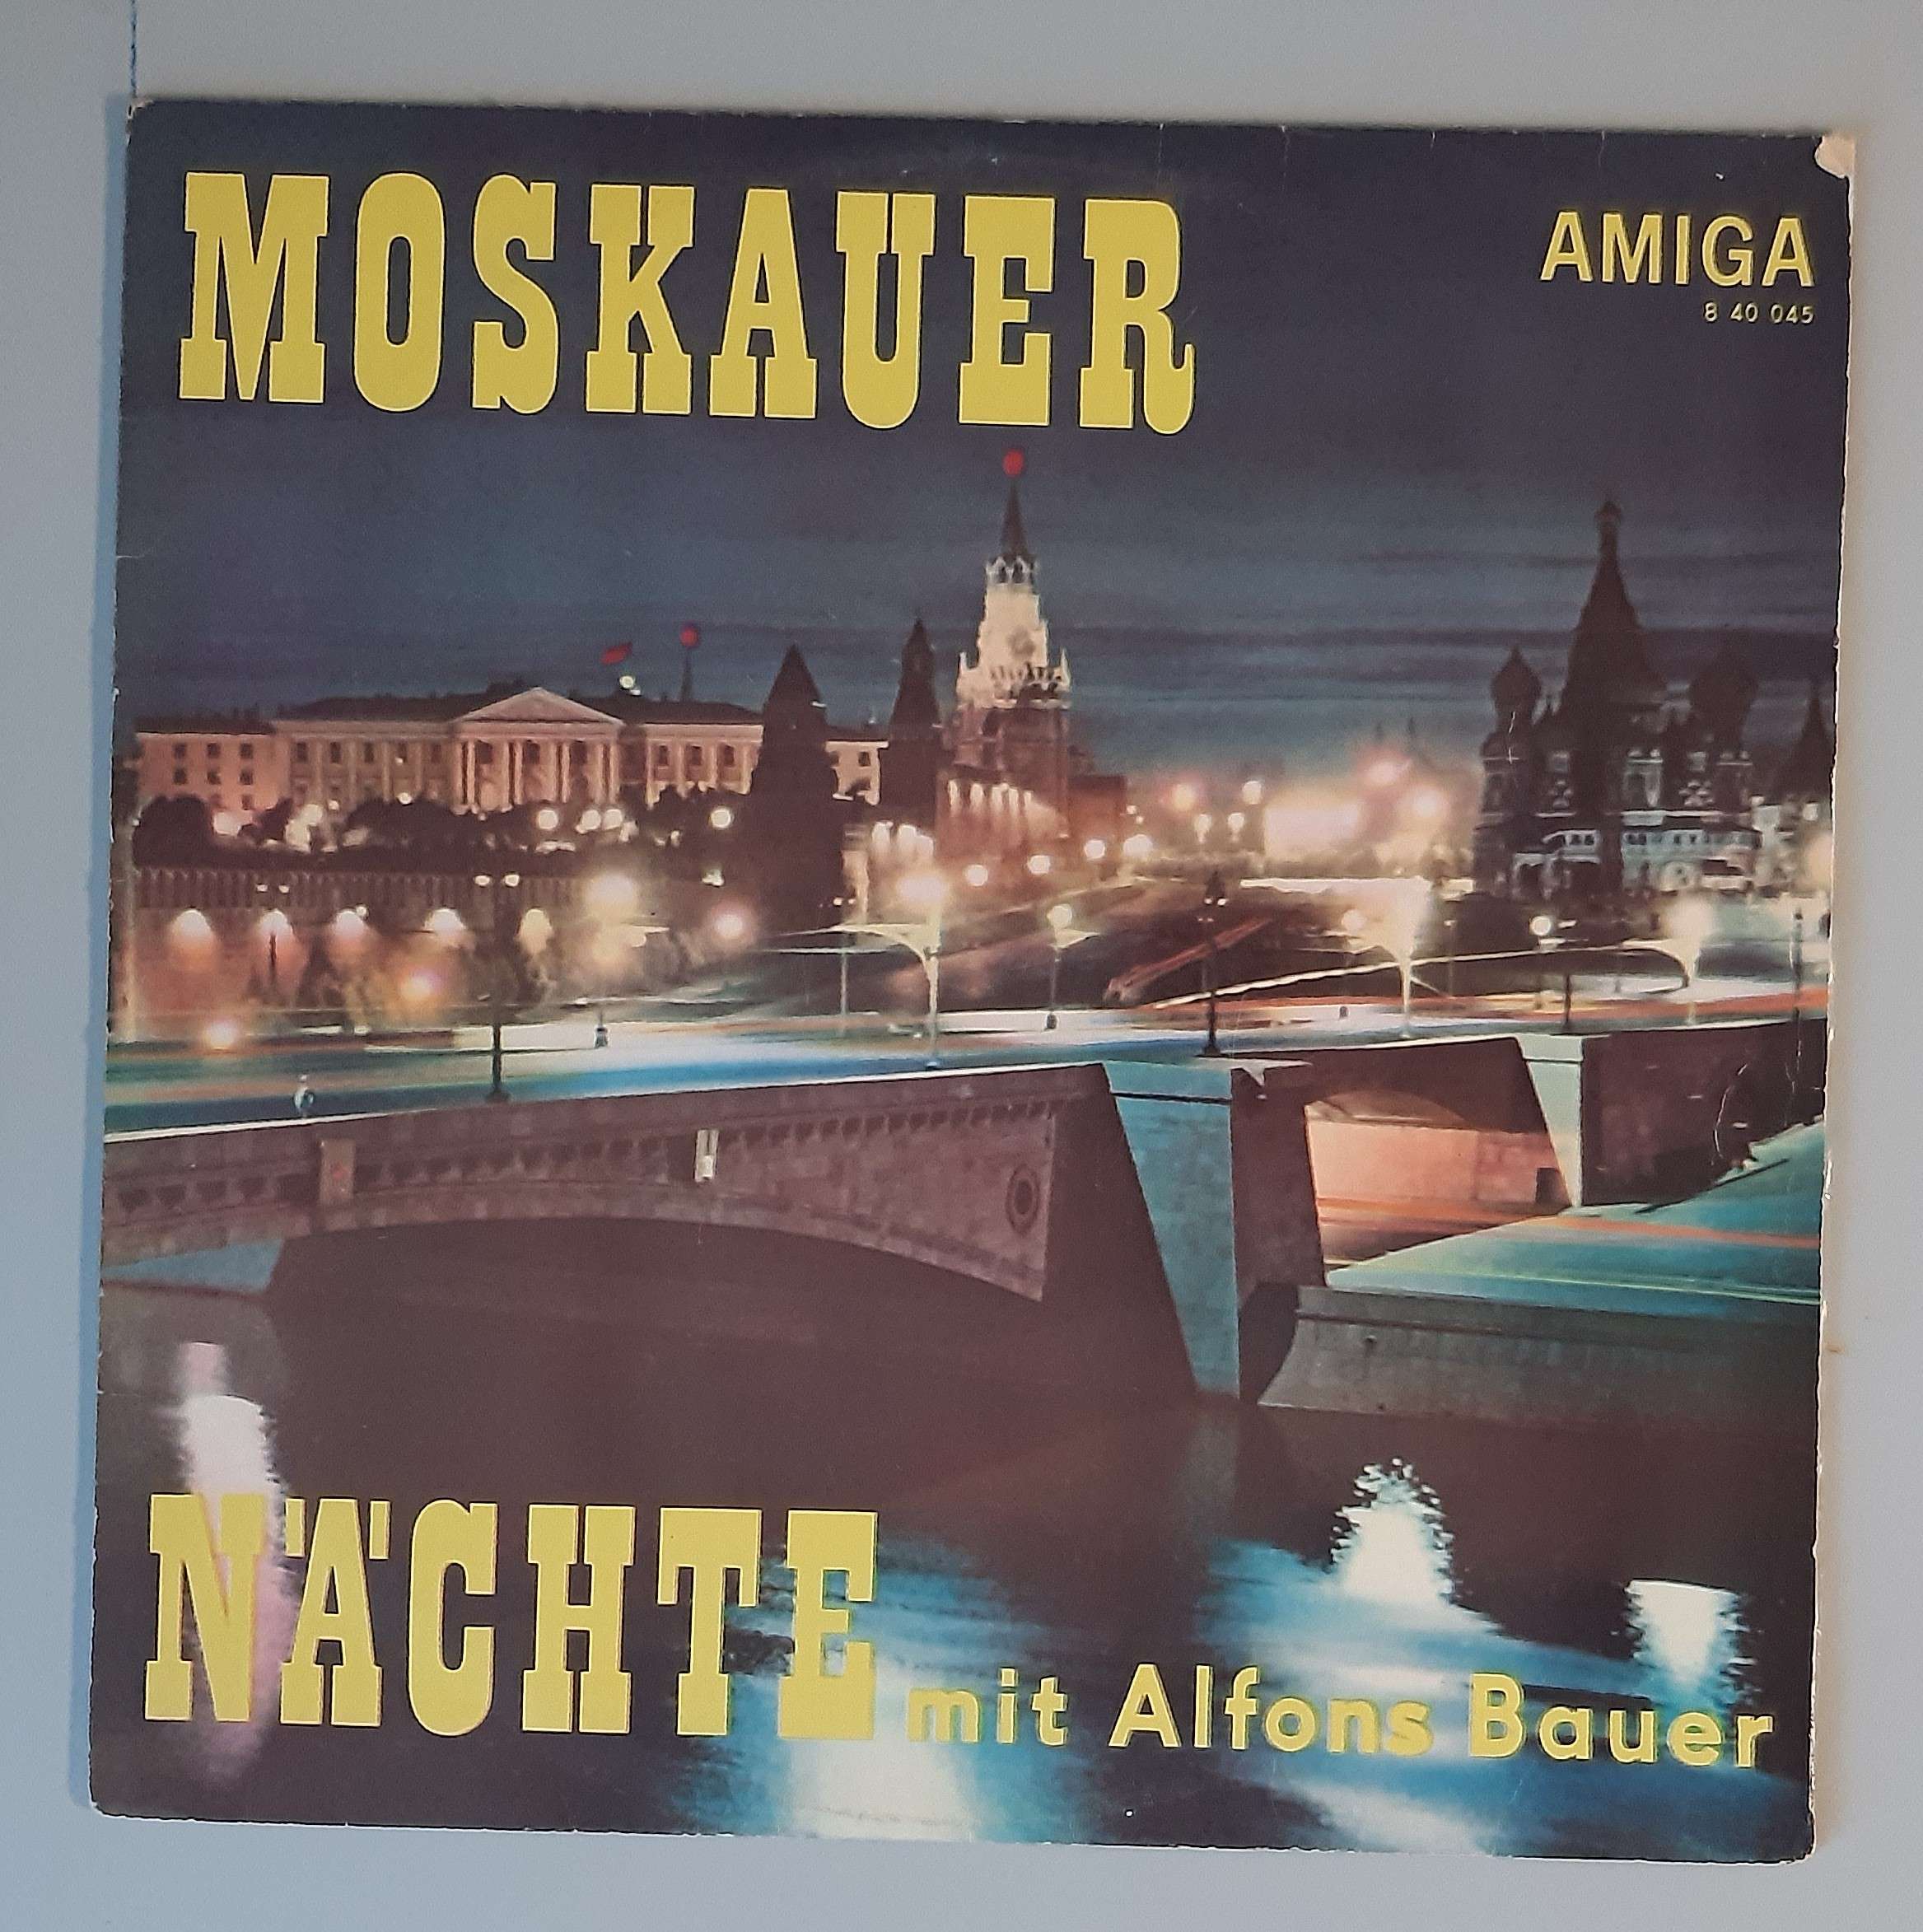 MOSKAUER
AMIGA
8 40 045
NÄCHTE mit Alfons Bauer